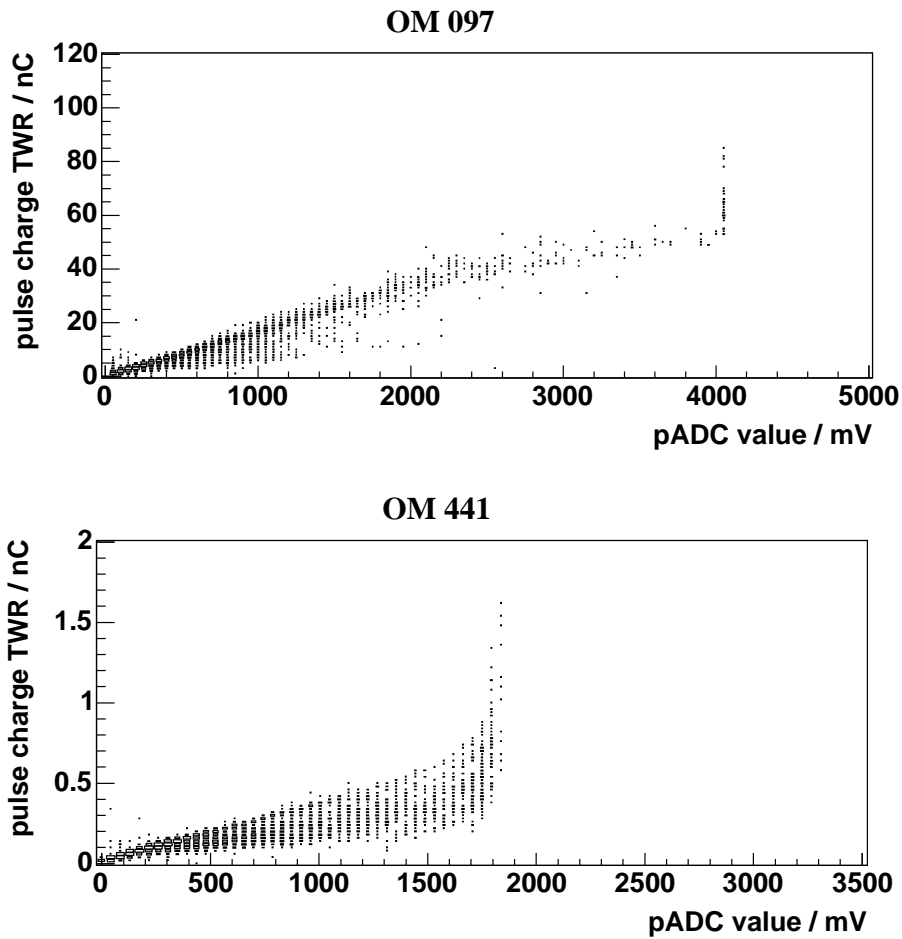 OM 097
pulse charge TWR / nC
120
100
80
60
40
20
0
0 1000 2000 3000 4000 5000
pADC value / mV
OM 441
pulse charge TWR / nC
2
1.5
1
0.5
0
0 500 1000 1500 2000 2500 3000 3500
pADC value / mV